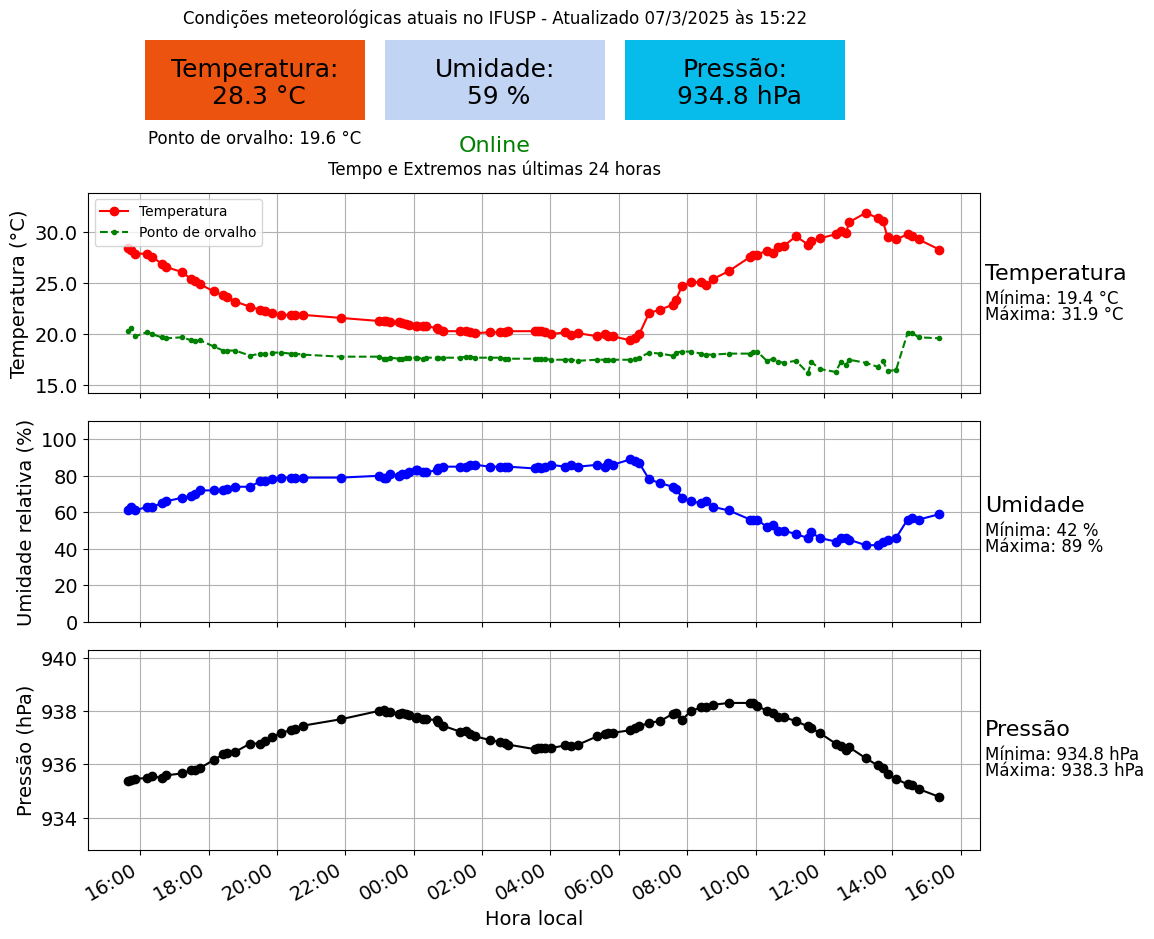 Condições meteorológicas atuais no IFUSP - Atualizado 07/3/2025 às 15:22
Temperatura:
28.3 °C
Umidade:
59 %
Pressão:
934.8 hPa
Ponto de orvalho: 19.6 °C
Online
Tempo e Extremos nas últimas 24 horas
Temperatura (°C)
30.0
25.0
20.0
15.0
Temperatura
Ponto de orvalho
Temperatura
Mínima: 19.4 °C
Máxima: 31.9 °C
Umidade relativa (%)
100
80
60
40
20
0
Umidade
Mínima: 42 %
Máxima: 89 %
Pressão (hPa)
940
938
936
934
Pressão
Mínima: 934.8 hPa
Máxima: 938.3 hPa
16:00 18:00 20:00 22:00 00:00 02:00 04:00 06:00 08:00 10:00 12:00 14:00 16:00
Hora local